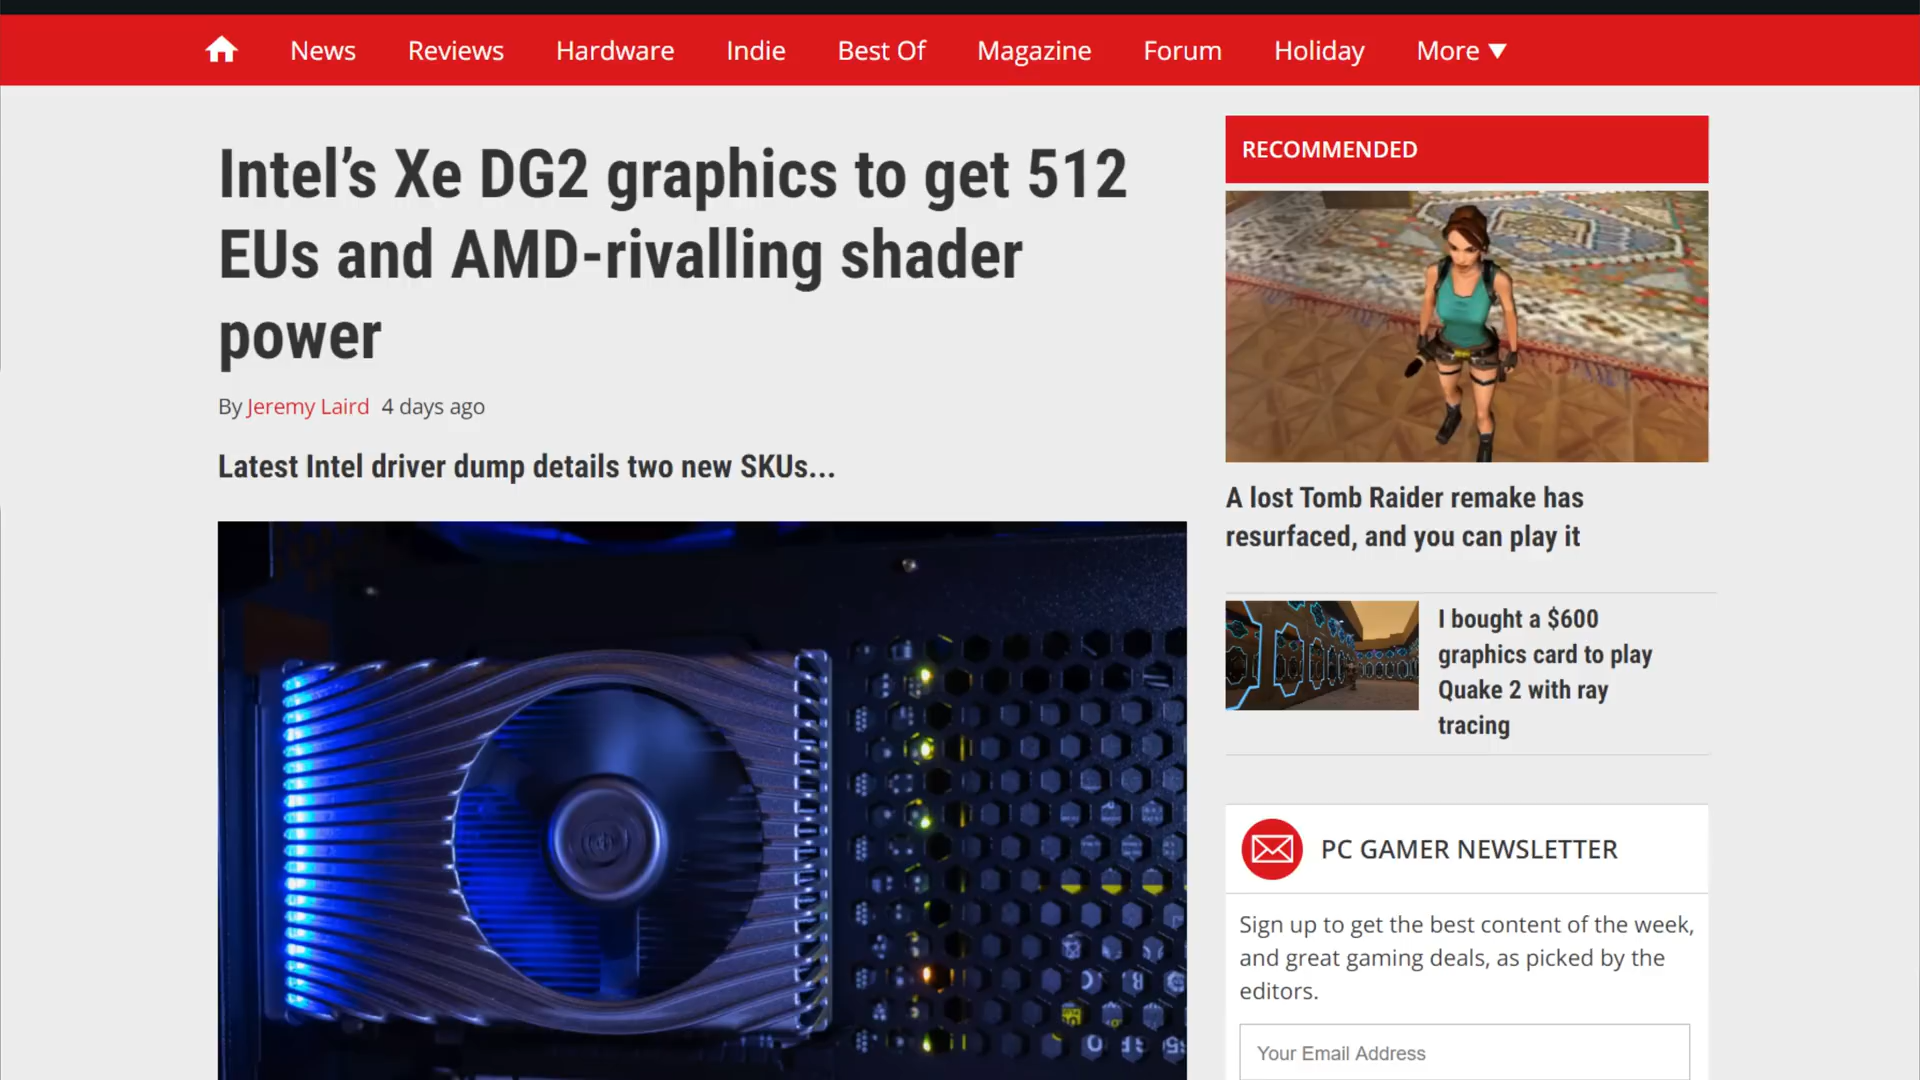 News Reviews Hardware Indie Best Of Magazine Forum Holiday More ▼
Intel’s Xe DG2 graphics to get 512
EUs and AMD-rivalling shader
power
By Jeremy Laird 4 days ago
Latest Intel driver dump details two new SKUs...
RECOMMENDED
A lost Tomb Raider remake has
resurfaced, and you can play it
I bought a $600
graphics card to play
Quake 2 with ray
tracing
PC GAMER NEWSLETTER
Sign up to get the best content of the week,
and great gaming deals, as picked by the
editors.
Your Email Address